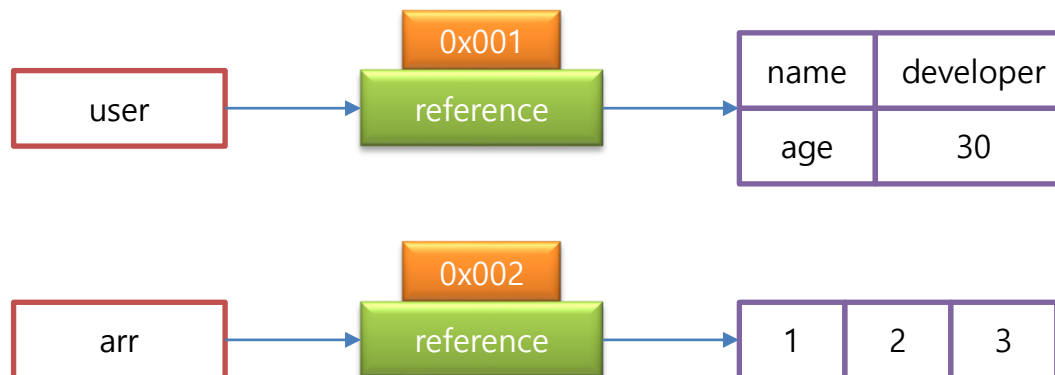 0x001
user reference name developer
age 30
0x002
arr reference 1 2 3